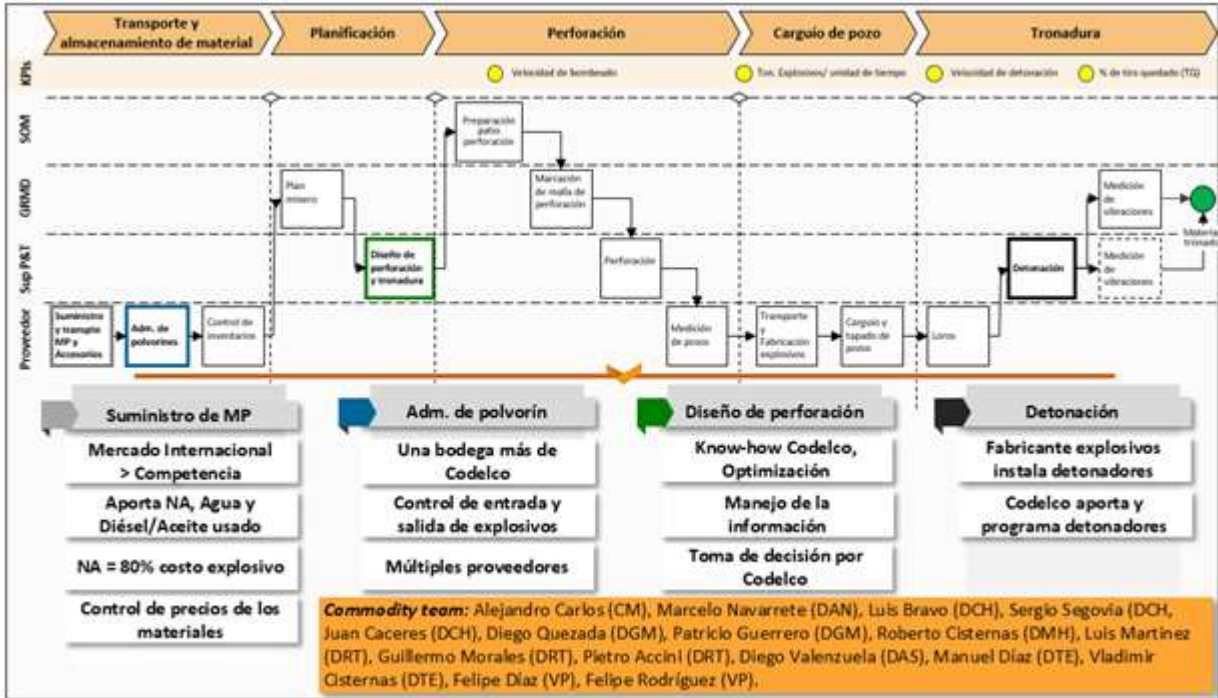 Transporte y
almacenamiento de material
Planificación
Perforación
Carguío de pozo
Tronadura
KPIs
Velocidad de bombeado
Ton. Explosivos/ unidad de tiempo
Velocidad de detonación
% de tiro quedado (TQ)
SOM
Preparación
patio
perforación
GRMD
Plan
minero
Marcación
de malla de
perforación
Medición
de
vibraciones
Material
tronado
Sup P&T
Diseño de
perforación
y tronadura
Perforación
Detonación
Medición
de
vibraciones
Proveedor
Suministro
y transpte
MP y
Accesorios
Adm. de
polvorines
Control de
inventarios
Medición
de pozos
Transporte
y
Fabricación
explosivos
Carguío y
tapado de
pozos
Loros
Suministro de MP
Mercado Internacional
> Competencia
Aporta NA, Agua y
Diésel/Aceite usado
NA = 80% costo explosivo
Control de precios de los
materiales
Adm. de polvorín
Una bodega más de
Codelco
Control de entrada y
salida de explosivos
Múltiples proveedores
Diseño de perforación
Know-how Codelco,
Optimización
Manejo de la
información
Toma de decisión por
Codelco
Detonación
Fabricante explosivos
instala detonadores
Codelco aporta y
programa detonadores
Commodity team: Alejandro Carlos (CM), Marcelo Navarrete (DAN), Luis Bravo (DCH), Sergio Segovia (DCH,
Juan Caceres (DCH), Diego Quezada (DGM), Patricio Guerrero (DGM), Roberto Cisternas (DMH), Luis Martinez
(DRT), Guillermo Morales (DRT), Pietro Accini (DRT), Diego Valenzuela (DAS), Manuel Díaz (DTE), Vladimir
Cisternas (DTE), Felipe Díaz (VP), Felipe Rodríguez (VP).